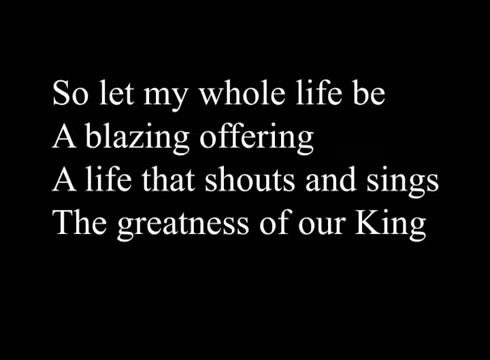 So let my whole life be
A blazing offering
A life that shouts and sings
The greatness of our King